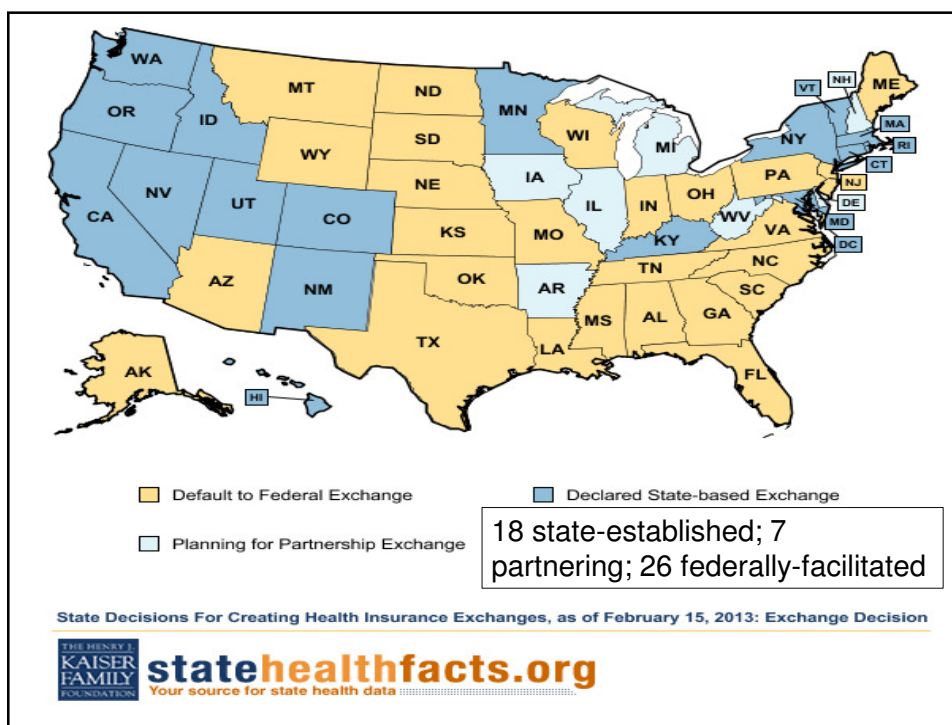 WA
OR
CA
NV
ID
UT
AZ
MT
WY
CO
NM
ND
SD
NE
KS
OK
TX
MN
IA
MO
AR
LA
WI
IL
MI
IN
OH
KY
TN
MS
AL
GA
FL
SC
NC
VA
WV
PA
NY
VT
NH
ME
MA
RI
CT
NJ
DE
MD
DC
AK
HI
Default to Federal Exchange
Declared State-based Exchange
Planning for Partnership Exchange
18 state-established; 7
partnering; 26 federally-facilitated
State Decisions For Creating Health Insurance Exchanges, as of February 15, 2013: Exchange Decision
THE HENRY J.
KAISER
FAMILY
FOUNDATION
statehealthfacts.org
Your source for state health data